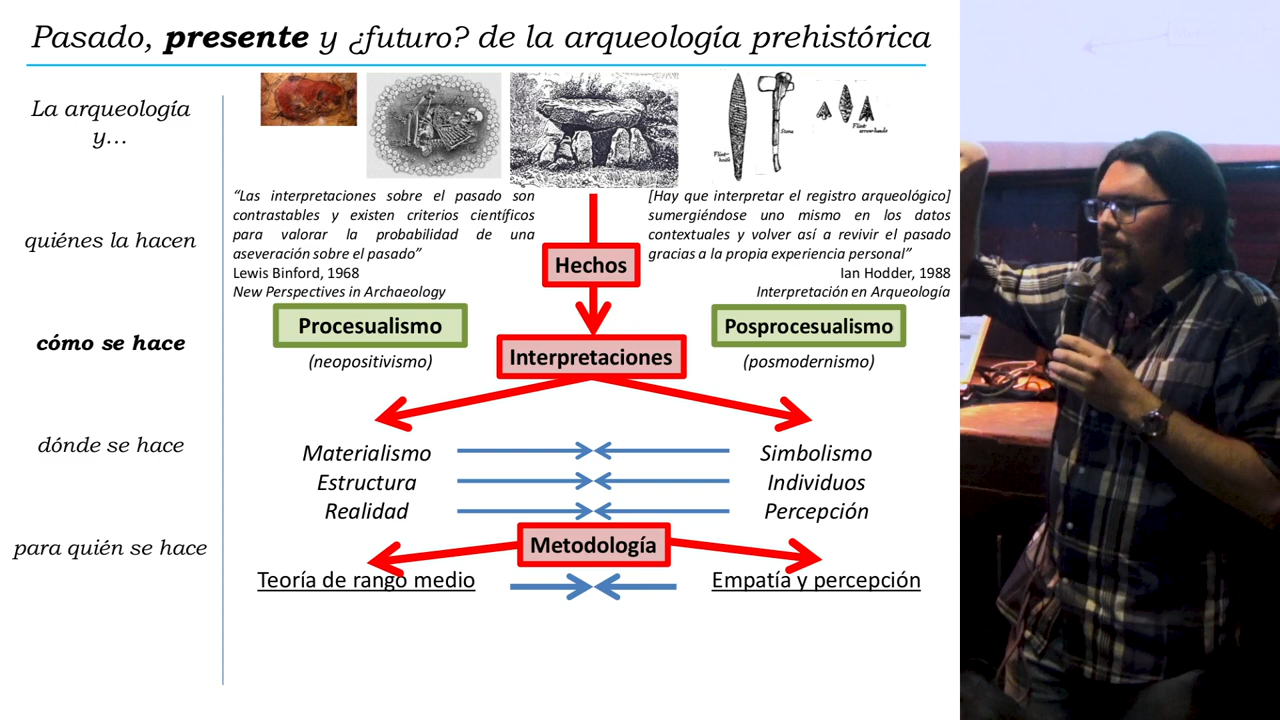 Pasado, presente y ¿futuro? de la arqueología prehistórica
La arqueología
y…
quiénes la hacen
cómo se hace
dónde se hace
para quién se hace
Flint-
Stone
Flint
arrow-heads
“Las interpretaciones sobre el pasado son
contrastables y existen criterios científicos
para valorar la probabilidad de una
aseveración sobre el pasado”
Lewis Binford, 1968
New Perspectives in Archaeology
[Hay que interpretar el registro arqueológico]
sumergiéndose uno mismo en los datos
contextuales y volver así a revivir el pasado
gracias a la propia experiencia personal”
Ian Hodder, 1988
Interpretación en Arqueología
Hechos
Procesualismo
(neopositivismo)
Interpretaciones
Posprocesualismo
(posmodernismo)
Materialismo
Simbolismo
Estructura
Individuos
Realidad
Percepción
Metodología
Teoría de rango medio
Empatía y percepción